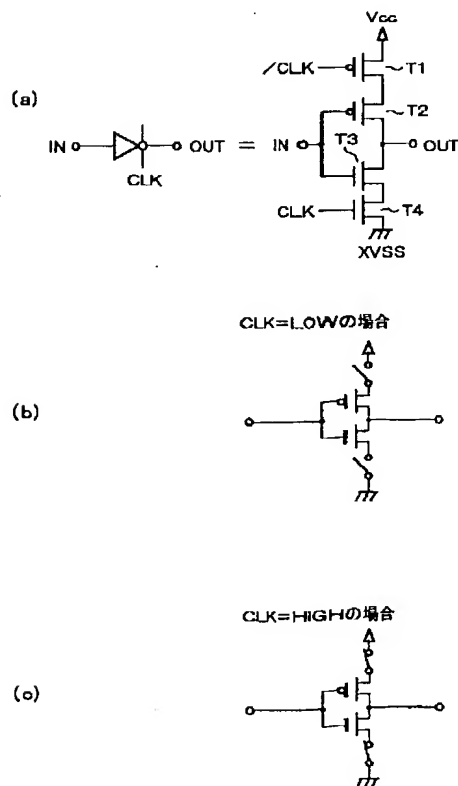 Vcc
/CLK
T1
(a)
T2
IN
OUT
=
IN
T3
OUT
CLK
CLK
T4
XVSS
CLK=LOWの場合
(b)
CLK=HIGHの場合
(c)